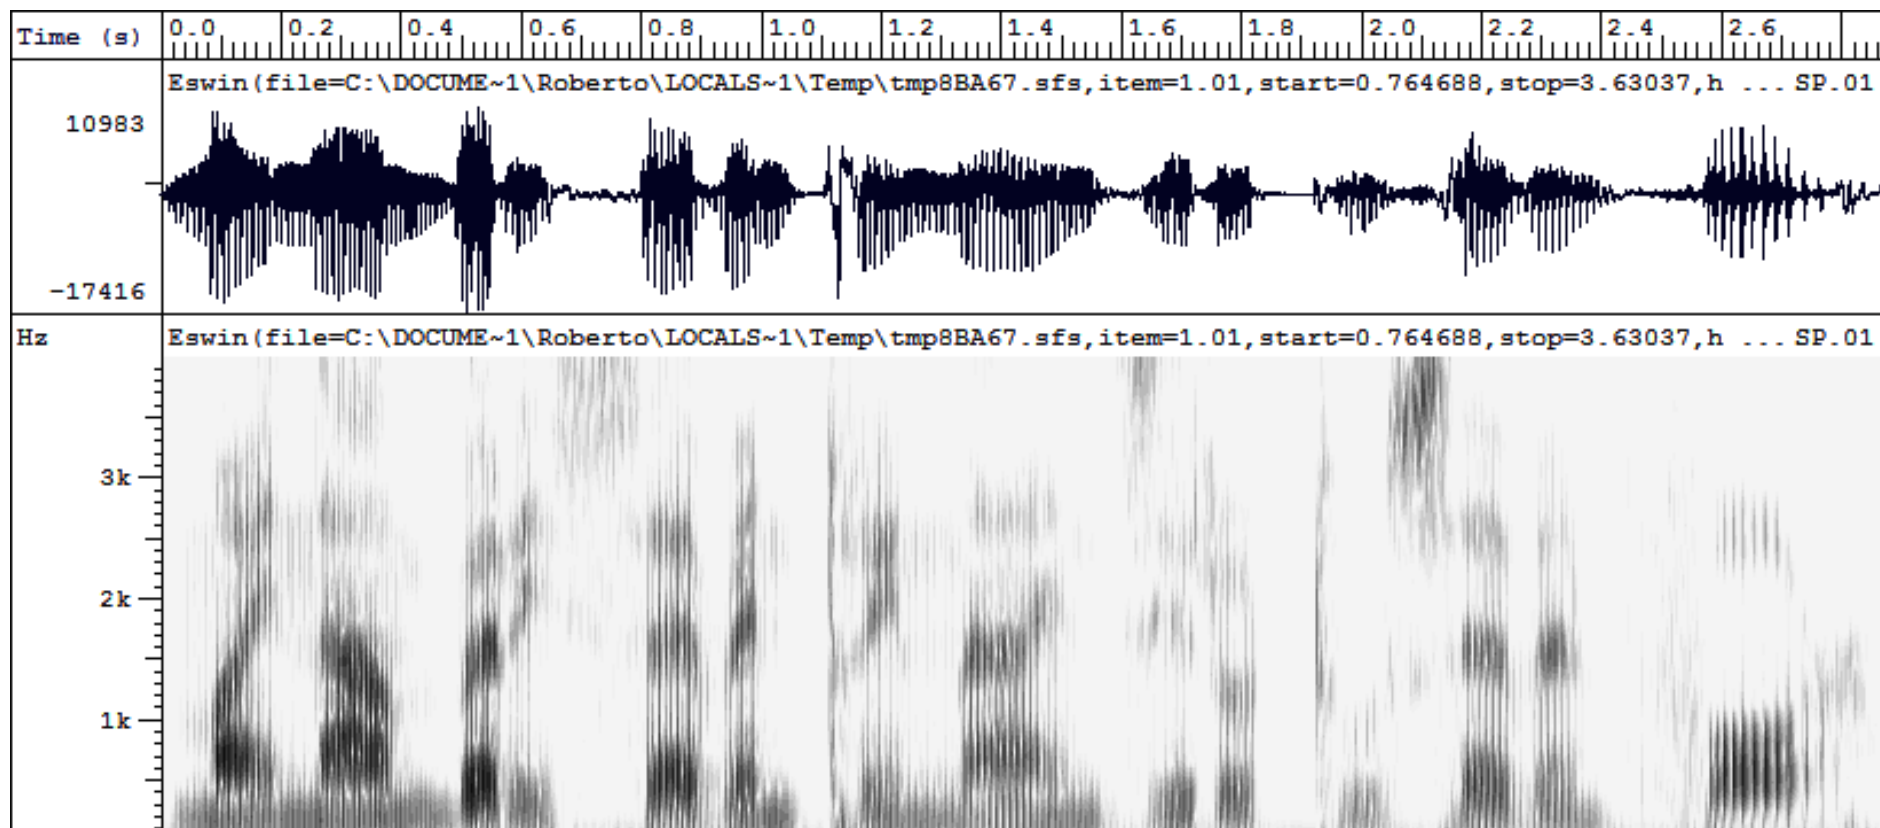 Time (s) 0.0 0.2 0.4 0.6 0.8 1.0 1.2 1.4 1.6 1.8 2.0 2.2 2.4 2.6
Eswin(file=C:\DOCUME~1\Roberto\LOCALS~1\Temp\tmp8BA67.sfs,item=1.01,start=0.764688,stop=3.63037,h ... SP.01
10983
-17416
Hz Eswin(file=C:\DOCUME~1\Roberto\LOCALS~1\Temp\tmp8BA67.sfs,item=1.01,start=0.764688,stop=3.63037,h ... SP.01
3k
2k
1k